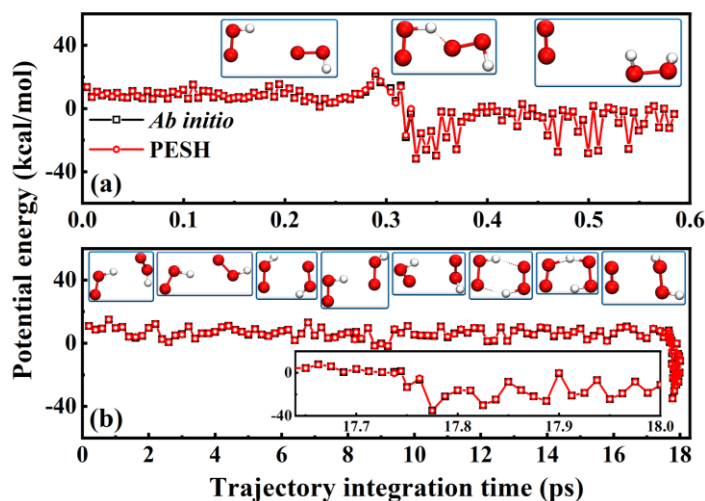 (a)
40
0
-40
Ab initio
PESH
0.0 0.1 0.2 0.3 0.4 0.5 0.6
Potential energy (kcal/mol)
40
0
-40
(b)
0
-40
17.7 17.8 17.9 18.0
0 2 4 6 8 10 12 14 16 18
Trajectory integration time (ps)